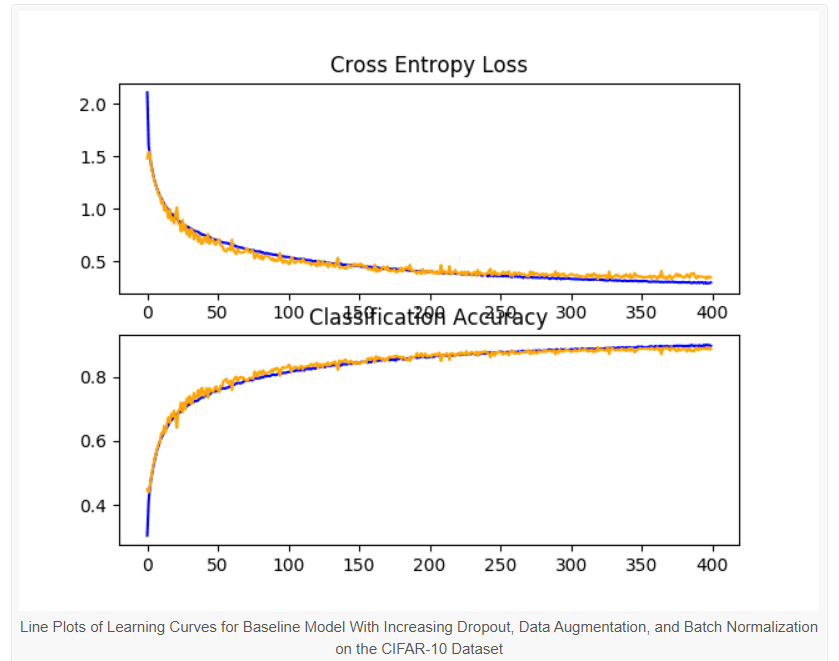 Cross Entropy Loss
2.0
1.5
1.0
0.5
0 50 100 150 200 250 300 350 400
Classification Accuracy
0.8
0.6
0.4
0 50 100 150 200 250 300 350 400
Line Plots of Learning Curves for Baseline Model With Increasing Dropout, Data Augmentation, and Batch Normalization
on the CIFAR-10 Dataset